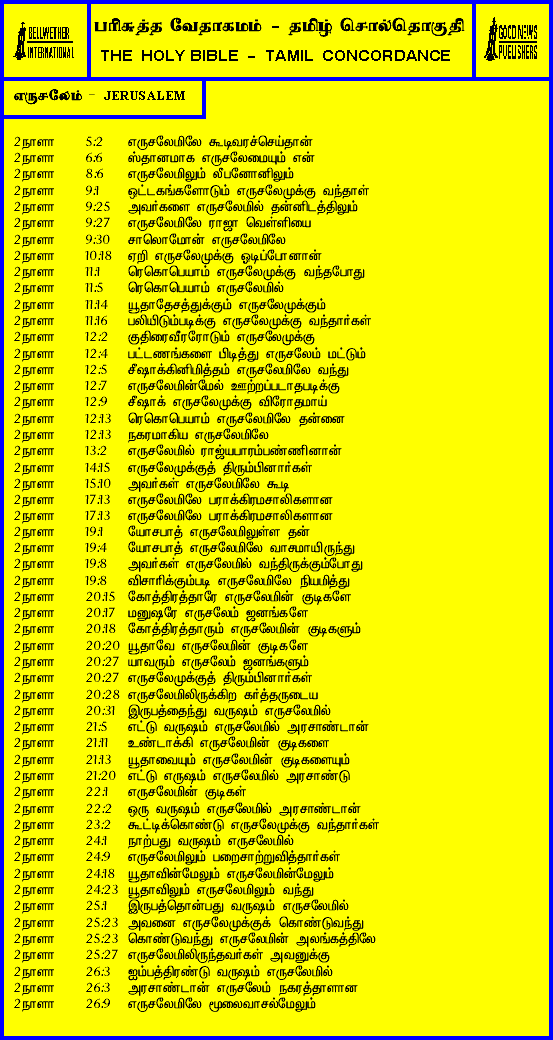 BELLWETHER
INTERNATIONAL
பரிசுத்த வேதாகமம் - தமிழ் சொல்தொகுதி
THE HOLY BIBLE - TAMIL CONCORDANCE
GOOD NEWS
PUBLISHERS
எருசலேம் - JERUSALEM
2நாளா 5:2 எருசலேமிலே கூடிவரச்செய்தான்
2நாளா 6:6 ஸ்தானமாக எருசலேமையும் என்
2நாளா 8:6 எருசலேமிலும் லீபனோனிலும்
2நாளா 9:1 ஒட்டகங்களோடும் எருசலேமுக்கு வந்தாள்
2நாளா 9:25 அவர்களை எருசலேமில் தன்னிடத்திலும்
2நாளா 9:27 எருசலேமிலே ராஜா வெள்ளியை
2நாளா 9:30 சாலொமோன் எருசலேமிலே
2நாளா 10:18 ஏறி எருசலேமுக்கு ஓடிப்போனான்
2நாளா 11:1 ரெகொபெயாம் எருசலேமுக்கு வந்தபோது
2நாளா 11:5 ரெகொபெயாம் எருசலேமில்
2நாளா 11:14 யூதாதேசத்துக்கும் எருசலேமுக்கும்
2நாளா 11:16 பலியிடும்படிக்கு எருசலேமுக்கு வந்தார்கள்
2நாளா 12:2 குதிரைவீரரோடும் எருசலேமுக்கு
2நாளா 12:4 பட்டணங்களை பிடித்து எருசலேம் மட்டும்
2நாளா 12:5 சீஷாக்கினிமித்தம் எருசலேமிலே வந்து
2நாளா 12:7 எருசலேமின்மேல் ஊற்றப்படாதபடிக்கு
2நாளா 12:9 சீஷாக் எருசலேமுக்கு விரோதமாய்
2நாளா 12:13 ரெகொபெயாம் எருசலேமிலே தன்னை
2நாளா 12:13 நகரமாகிய எருசலேமிலே
2நாளா 13:2 எருசலேமில் ராஜ்யபாரம்பண்ணினான்
2நாளா 14:15 எருசலேமுக்குத் திரும்பினார்கள்
2நாளா 15:10 அவர்கள் எருசலேமிலே கூடி
2நாளா 17:13 எருசலேமிலே பராக்கிரமசாலிகளான
2நாளா 17:13 எருசலேமிலே பராக்கிரமசாலிகளான
2நாளா 19:1 யோசபாத் எருசலேமிலுள்ள தன்
2நாளா 19:4 யோசபாத் எருசலேமிலே வாசமாயிருந்து
2நாளா 19:8 அவர்கள் எருசலேமில் வந்திருக்கும்போது
2நாளா 19:8 விசாரிக்கும்படி எருசலேமிலே நியமித்து
2நாளா 20:15 கோத்திரத்தாரே எருசலேமின் குடிகளே
2நாளா 20:17 மனுஷரே எருசலேம் ஜனங்களே
2நாளா 20:18 கோத்திரத்தாரும் எருசலேமின் குடிகளும்
2நாளா 20:20 யூதாவே எருசலேமின் குடிகளே
2நாளா 20:27 யாவரும் எருசலேம் ஜனங்களும்
2நாளா 20:27 எருசலேமுக்குத் திரும்பினார்கள்
2நாளா 20:28 எருசலேமிலிருக்கிற கர்த்தருடைய
2நாளா 20:31 இருபத்தைந்து வருஷம் எருசலேமில்
2நாளா 21:5 எட்டு வருஷம் எருசலேமில் அரசாண்டான்
2நாளா 21:11 உண்டாக்கி எருசலேமின் குடிகளை
2நாளா 21:13 யூதாவையும் எருசலேமின் குடிகளையும்
2நாளா 21:20 எட்டு எருஷம் எருசலேமில் அரசாண்டு
2நாளா 22:1 எருசலேமின் குடிகள்
2நாளா 22:2 ஒரு வருஷம் எருசலேமில் அரசாண்டான்
2நாளா 23:2 கூட்டிக்கொண்டு எருசலேமுக்கு வந்தார்கள்
2நாளா 24:1 நாற்பது வருஷம் எருசலேமில்
2நாளா 24:9 எருசலேமிலும் பறைசாற்றுவித்தார்கள்
2நாளா 24:18 யூதாவின்மேலும் எருசலேமின்மேலும்
2நாளா 24:23 யூதாவிலும் எருசலேமிலும் வந்து
2நாளா 25:1 இருபத்தொன்பது வருஷம் எருசலேமில்
2நாளா 25:23 அவனை எருசலேமுக்குக் கொண்டுவந்து
2நாளா 25:23 கொண்டுவந்து எருசலேமின் அலங்கத்திலே
2நாளா 25:27 எருசலேமிலிருந்தவர்கள் அவனுக்கு
2நாளா 26:3 ஐம்பத்திரண்டு வருஷம் எருசலேமில்
2நாளா 26:3 அரசாண்டான் எருசலேம் நகரத்தாளான
2நாளா 26:9 எருசலேமிலே மூலைவாசல்மேலும்